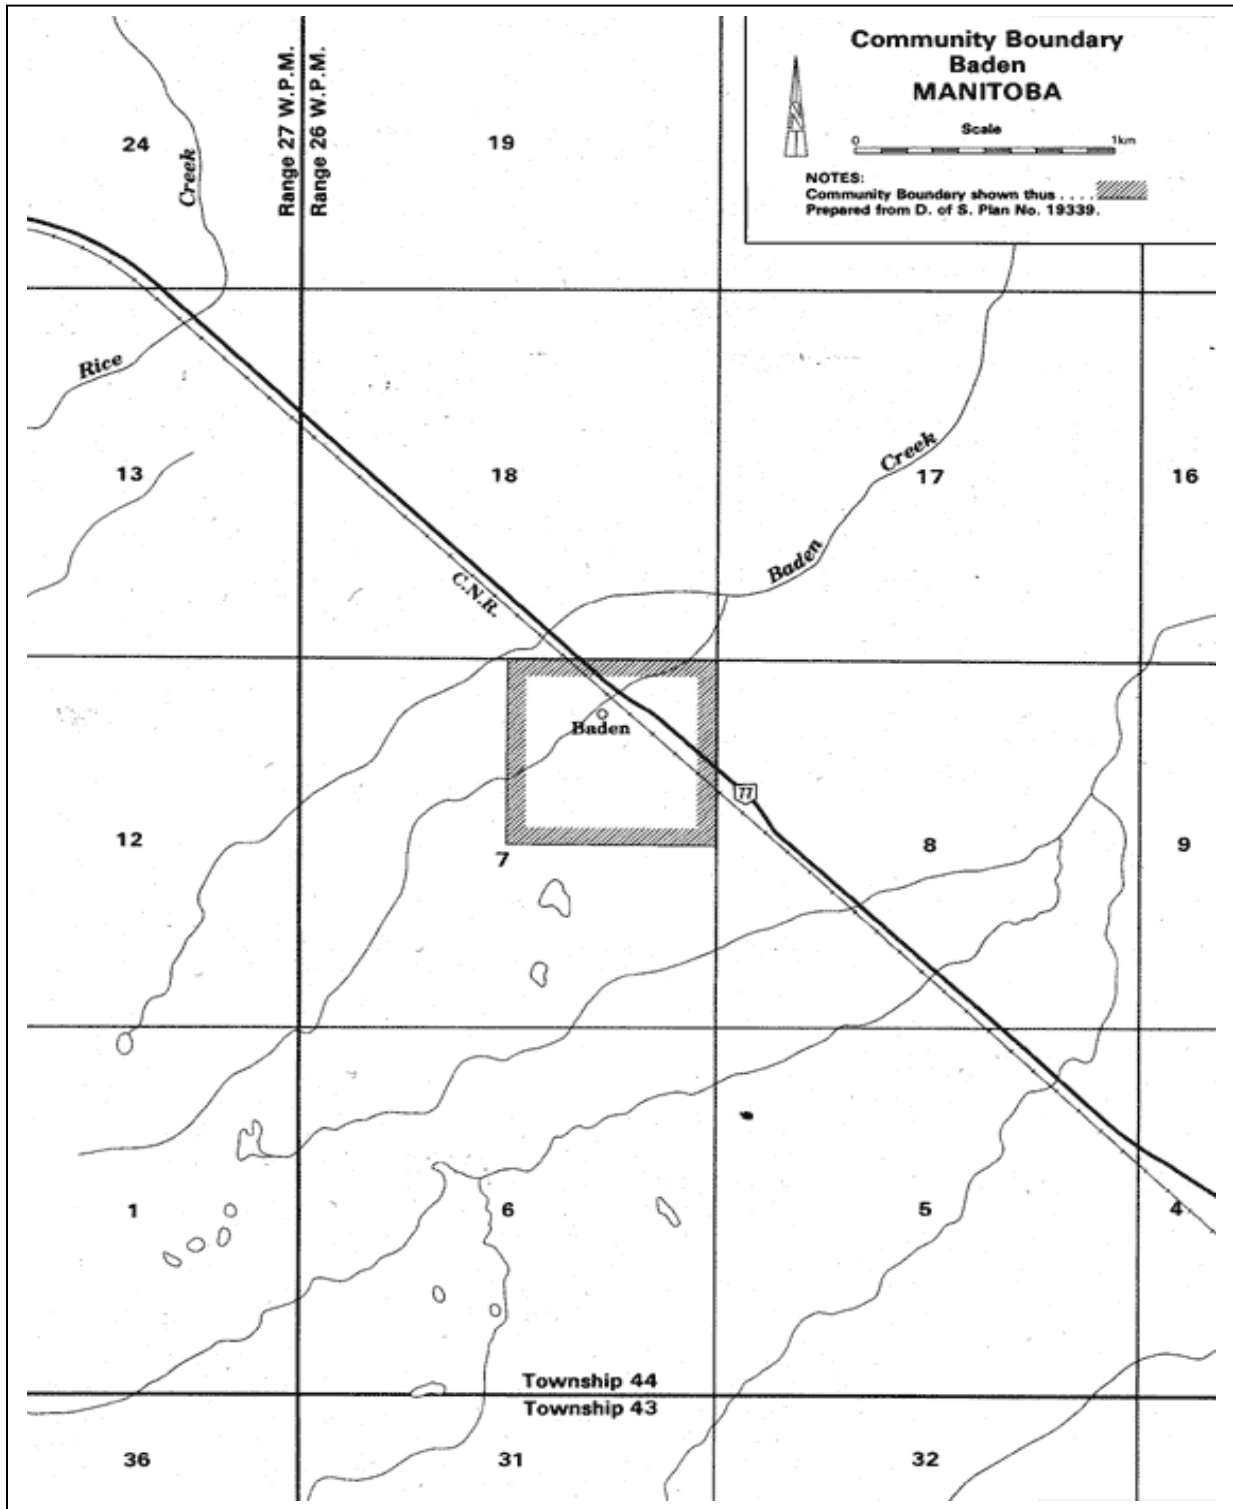 Community Boundary
Baden
MANITOBA
Scale
0 1km
NOTES:
Community Boundary shown thus ....
Prepared from D. of S. Plan No. 19339.
Range 27 W.P.M.
Range 26 W.P.M.
24
Creek
19
N
Rice
13
18
Creek
17
16
Baden
C.N.R.
Baden
77
12
7
8
9
1
6
5
4
Township 44
Township 43
36
31
32